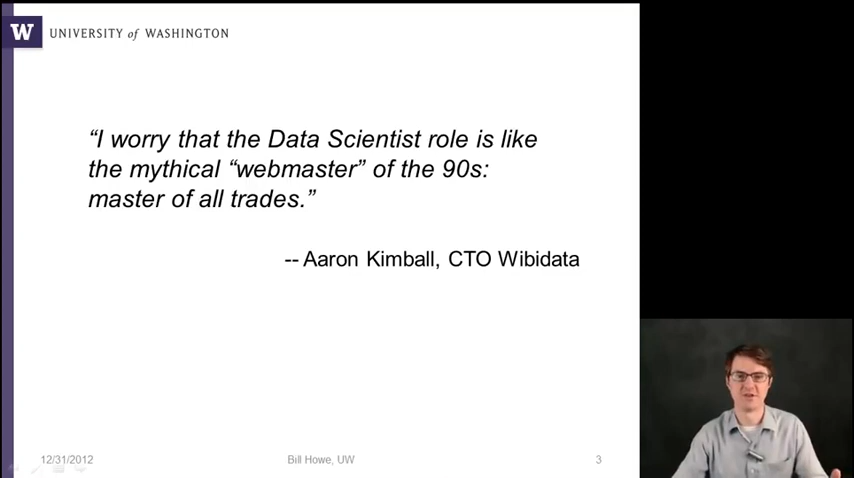 W UNIVERSITY of WASHINGTON
“I worry that the Data Scientist role is like
the mythical “webmaster” of the 90s:
master of all trades.”
-- Aaron Kimball, CTO Wibidata
12/31/2012 Bill Howe, UW 3